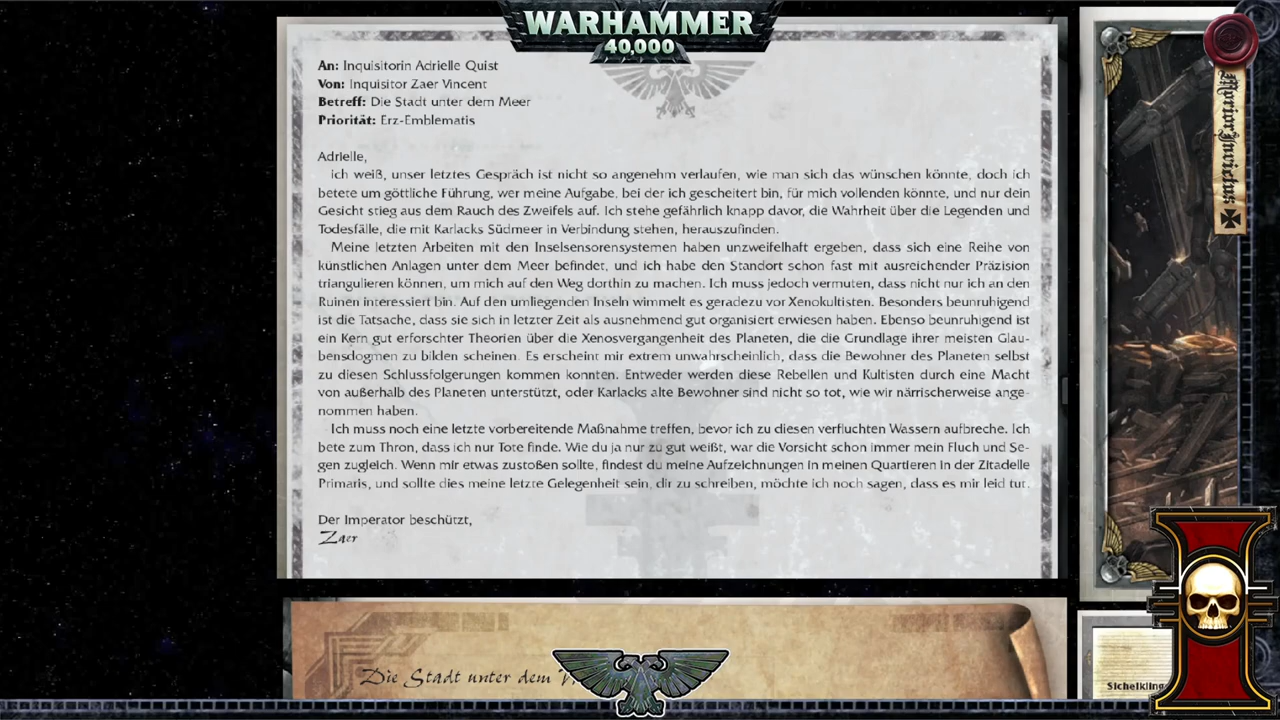 WARHAMMER
40,000
An: Inquisitorin Adrielle Quist
Von: Inquisitor Zaer Vincent
Betreff: Die Stadt unter dem Meer
Priorität: Erz-Emblematis
Adrielle,
ich weiß, unser letztes Gespräch ist nicht so angenehm verlaufen, wie man sich das wünschen könnte, doch ich
betete um göttliche Führung, wer meine Aufgabe, bei der ich gescheitert bin, für mich vollenden könnte, und nur dein
Gesicht stieg aus dem Rauch des Zweifels auf. Ich stehe gefährlich knapp davor, die Wahrheit über die Legenden und
Todesfälle, die mit Karlacks Südmeer in Verbindung stehen, herauszufinden.
Meine letzten Arbeiten mit den Inselsensorensystemen haben unzweifelhaft ergeben, dass sich eine Reihe von
künstlichen Anlagen unter dem Meer befindet, und ich habe den Standort schon fast mit ausreichender Präzision
triangulieren können, um mich auf den Weg dorthin zu machen. Ich muss jedoch vermuten, dass nicht nur ich an den
Ruinen interessiert bin. Auf den umliegenden Inseln wimmelt es geradezu vor Xenokultisten. Besonders beunruhigend
ist die Tatsache, dass sie sich in letzter Zeit als ausnehmend gut organisiert erwiesen haben. Ebenso beunruhigend ist
ein Kern gut erforschter Theorien über die Xenosvergangenheit des Planeten, die die Grundlage ihrer meisten Glau-
bensdogmen zu bilden scheinen. Es erscheint mir extrem unwahrscheinlich, dass die Bewohner des Planeten selbst
zu diesen Schlussfolgerungen kommen konnten. Entweder werden diese Rebellen und Kultisten durch eine Macht
von außerhalb des Planeten unterstützt, oder Karlacks alte Bewohner sind nicht so tot, wie wir närrischerweise ange-
nommen haben.
Ich muss noch eine letzte vorbereitende Maßnahme treffen, bevor ich zu diesen verfluchten Wassern aufbreche. Ich
bete zum Thron, dass ich nur Tote finde. Wie du ja nur zu gut weißt, war die Vorsicht schon immer mein Fluch und Se-
gen zugleich. Wenn mir etwas zustoßen sollte, findest du meine Aufzeichnungen in meinen Quartieren in der Zitadelle
Primaris, und sollte dies meine letzte Gelegenheit sein, dir zu schreiben, möchte ich noch sagen, dass es mir leid tut.
Der Imperator beschützt,
Zaer
Die Stadt unter dem
Morior Invictus
Sichelkling